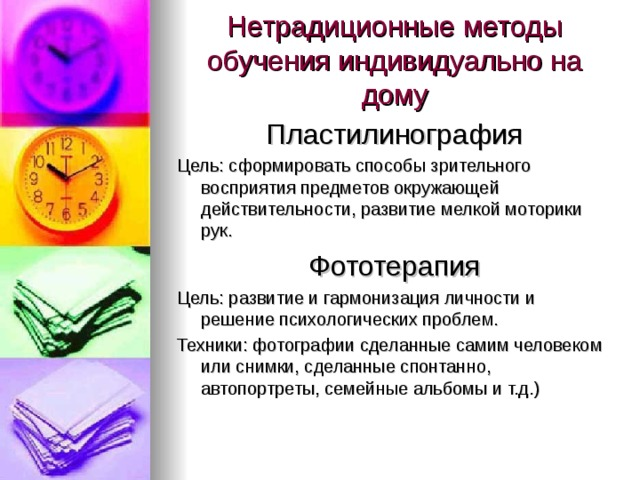 Нетрадиционные методы
обучения индивидуально на
дому
Пластилинография
Цель: сформировать способы зрительного
восприятия предметов окружающей
действительности, развитие мелкой моторики
рук.
Фототерапия
Цель: развитие и гармонизация личности и
решение психологических проблем.
Техники: фотографии сделанные самим человеком
или снимки, сделанные спонтанно,
автопортреты, семейные альбомы и т.д.)